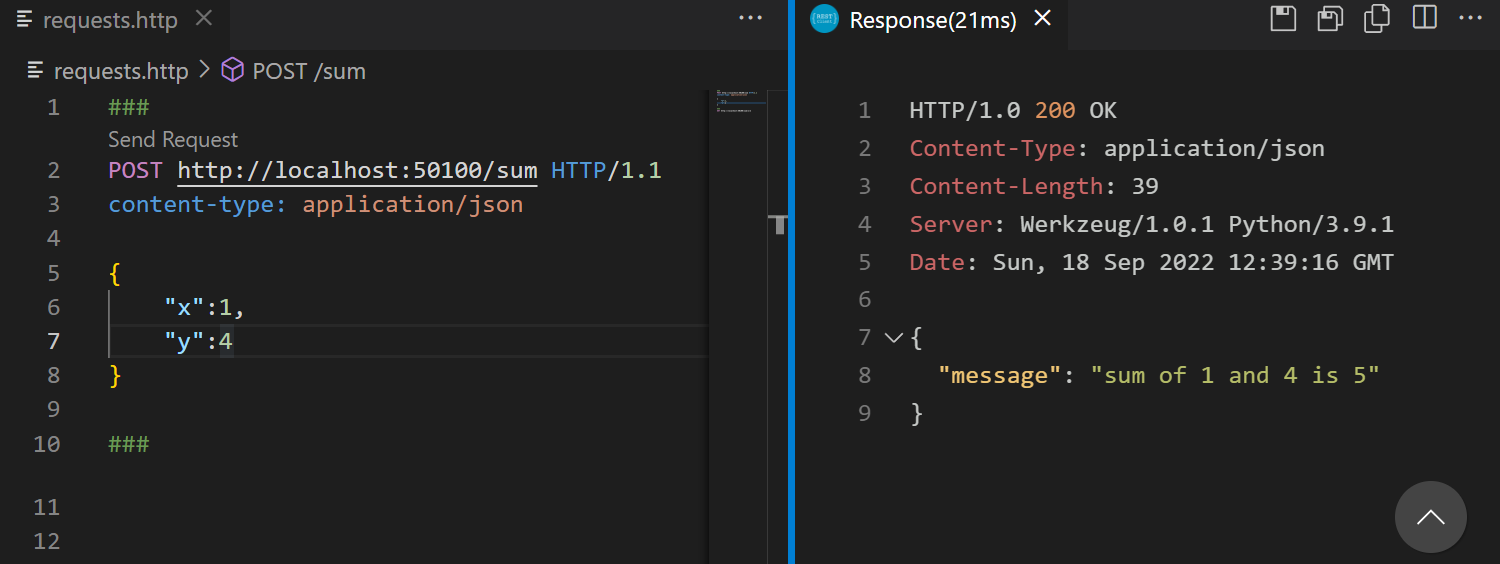 requests.http
requests.http > POST /sum
1 ###
Send Request
2 POST http://localhost:50100/sum HTTP/1.1
3 content-type: application/json
4
5 {
6 "x":1,
7 "y":4
8 }
9
10 ###
11
12
Response(21ms)
1 HTTP/1.0 200 OK
2 Content-Type: application/json
3 Content-Length: 39
4 Server: Werkzeug/1.0.1 Python/3.9.1
5 Date: Sun, 18 Sep 2022 12:39:16 GMT
6
7 {
8 "message": "sum of 1 and 4 is 5"
9 }